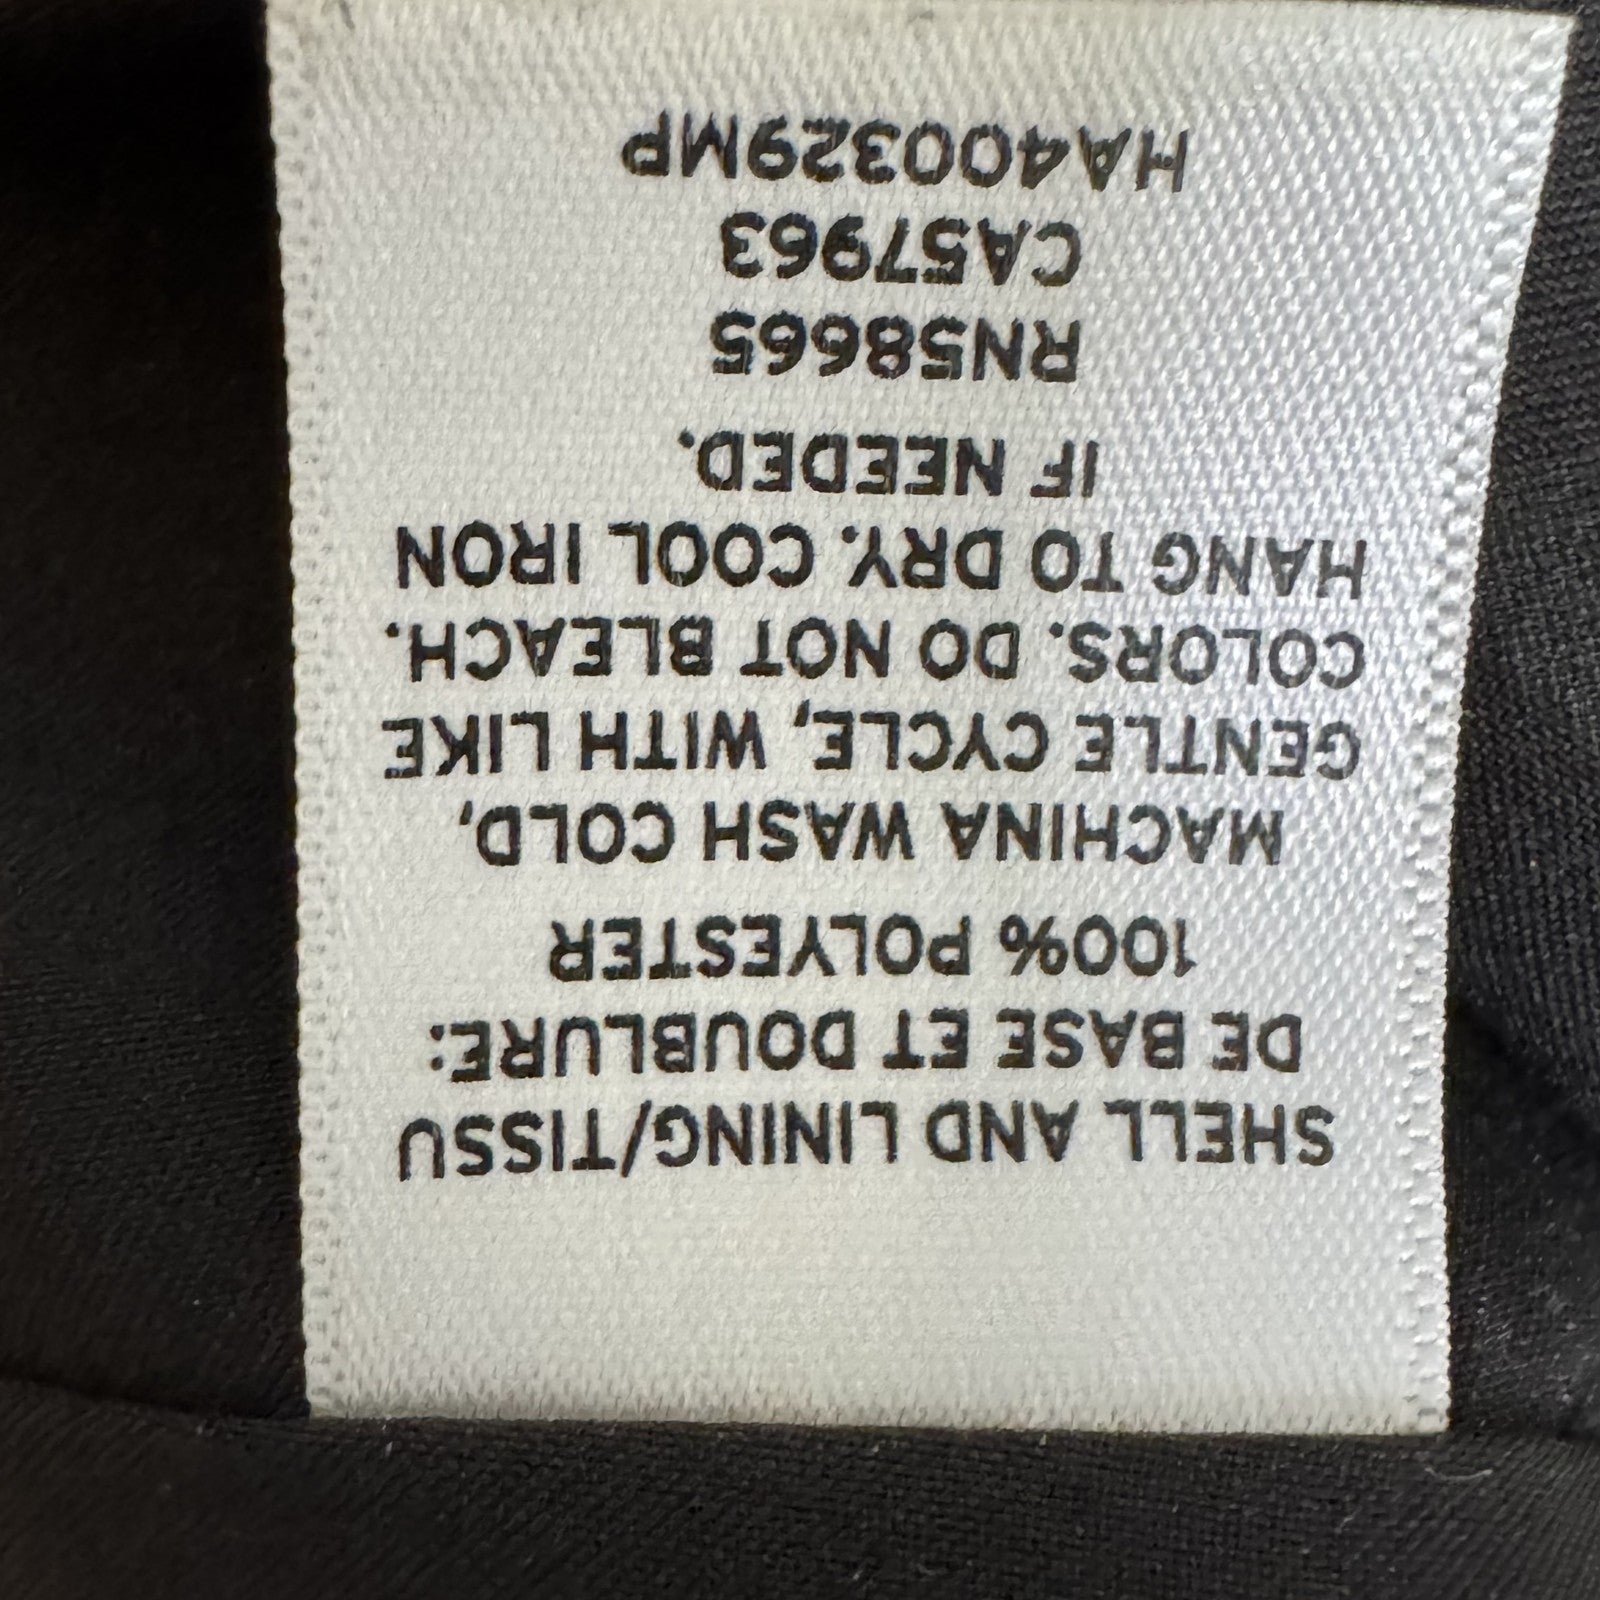 SHELL AND LINING/TISSU
DE BASE ET DOUBLURE:
100% POLYESTER
MACHINA WASH COLD,
GENTLE CYCLE, WITH LIKE
COLORS. DO NOT BLEACH.
HANG TO DRY. COOL IRON
IF NEEDED.
RN58665
CA57963
HA400329MP